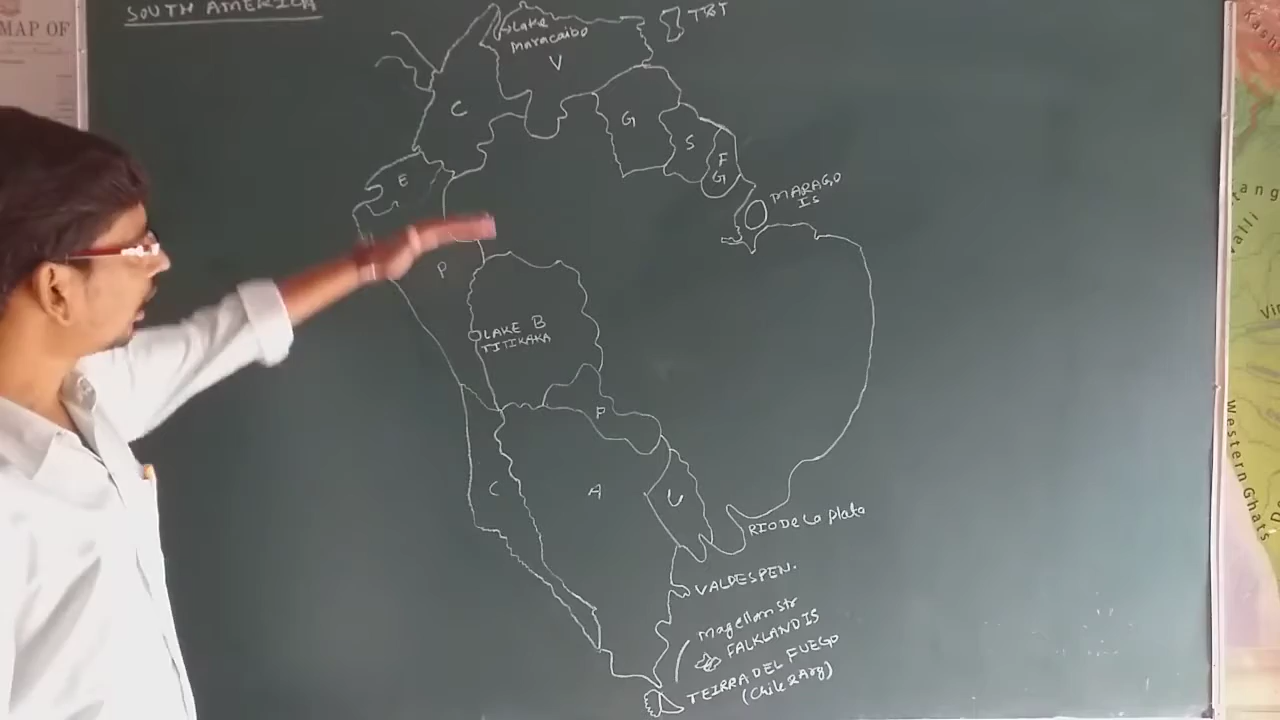 SOUTH AMERICA
MAP OF
Lake
Maracaibo
V
T&T
C
G
S
F
G
E
MARAGO
IS
P
LAKE B
TITIKAKA
P
C
A
U
RIO De La Plata
VALDES PEN.
Magellan Str
FALKLAND IS
TEIRRA DEL FUEGO
(Chile & Arg)
Western Ghats